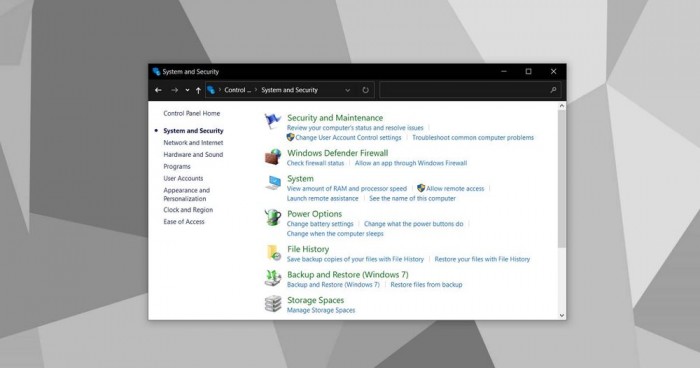 System and Security
Control ... System and Security
Control Panel Home
System and Security
Network and Internet
Hardware and Sound
Programs
User Accounts
Appearance and
Personalization
Clock and Region
Ease of Access
Security and Maintenance
Review your computer's status and resolve issues
Change User Account Control settings Troubleshoot common computer problems
Windows Defender Firewall
Check firewall status Allow an app through Windows Firewall
System
View amount of RAM and processor speed Allow remote access
Launch remote assistance See the name of this computer
Power Options
Change battery settings Change what the power buttons do
Change when the computer sleeps
File History
Save backup copies of your files with File History Restore your files with File History
Backup and Restore (Windows 7)
Backup and Restore (Windows 7) Restore files from backup
Storage Spaces
Manage Storage Spaces